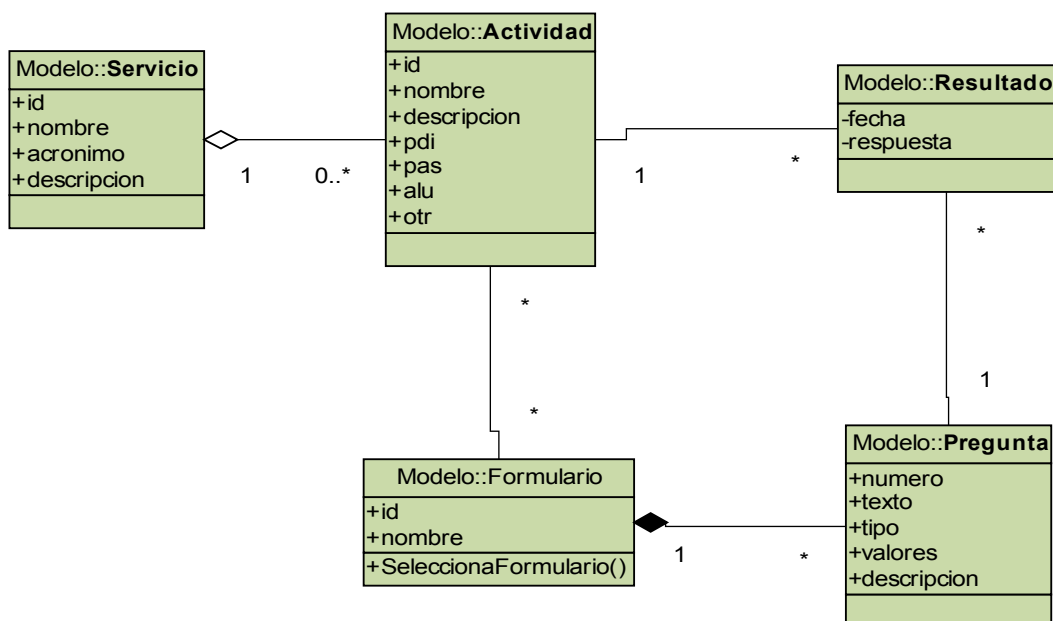 Modelo::Servicio
+id
+nombre
+acronimo
+descripcion
1
0..*
Modelo::Actividad
+id
+nombre
+descripcion
+pdi
+pas
+alu
+otr
1
*
Modelo::Resultado
-fecha
-respuesta
*
1
*
*
Modelo::Formulario
+id
+nombre
+SeleccionaFormulario()
1
*
Modelo::Pregunta
+numero
+texto
+tipo
+valores
+descripcion